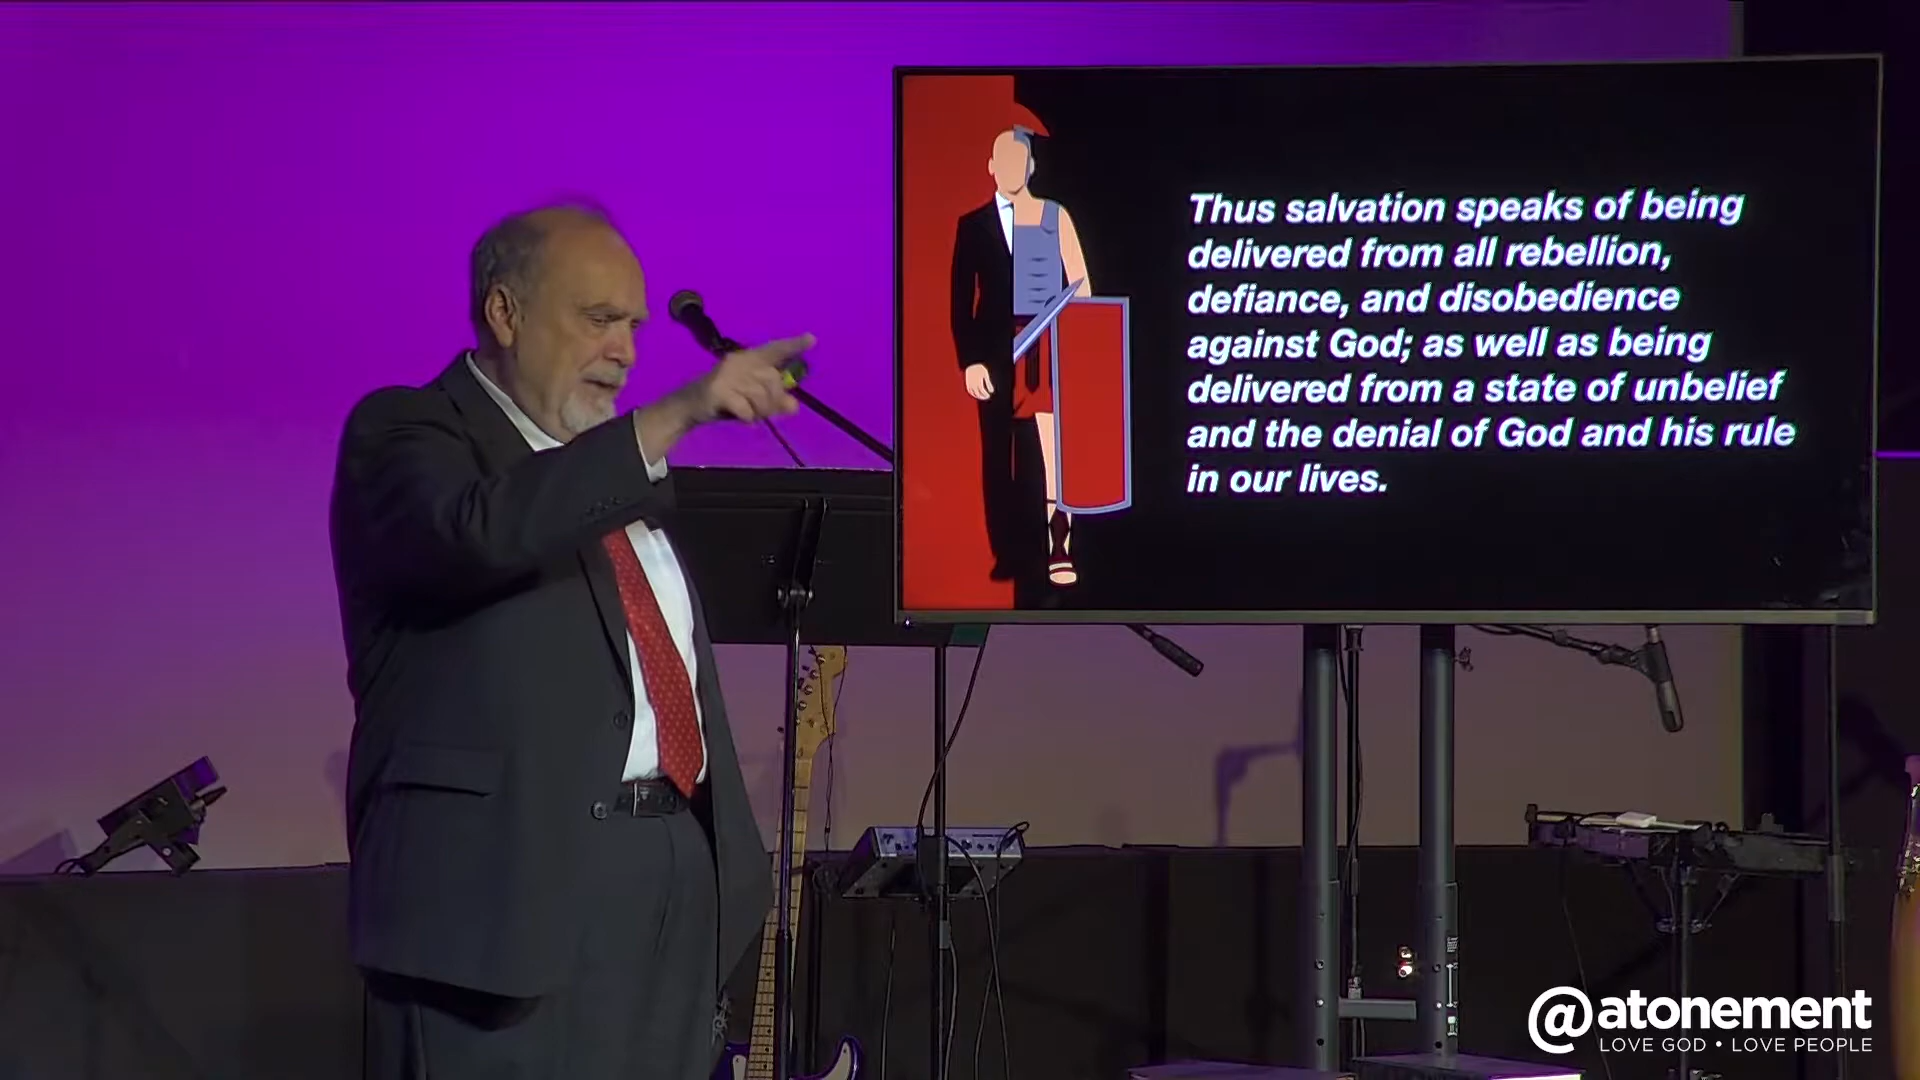 Thus salvation speaks of being
delivered from all rebellion,
defiance, and disobedience
against God; as well as being
delivered from a state of unbelief
and the denial of God and his rule
in our lives.
@atonement
LOVE GOD • LOVE PEOPLE